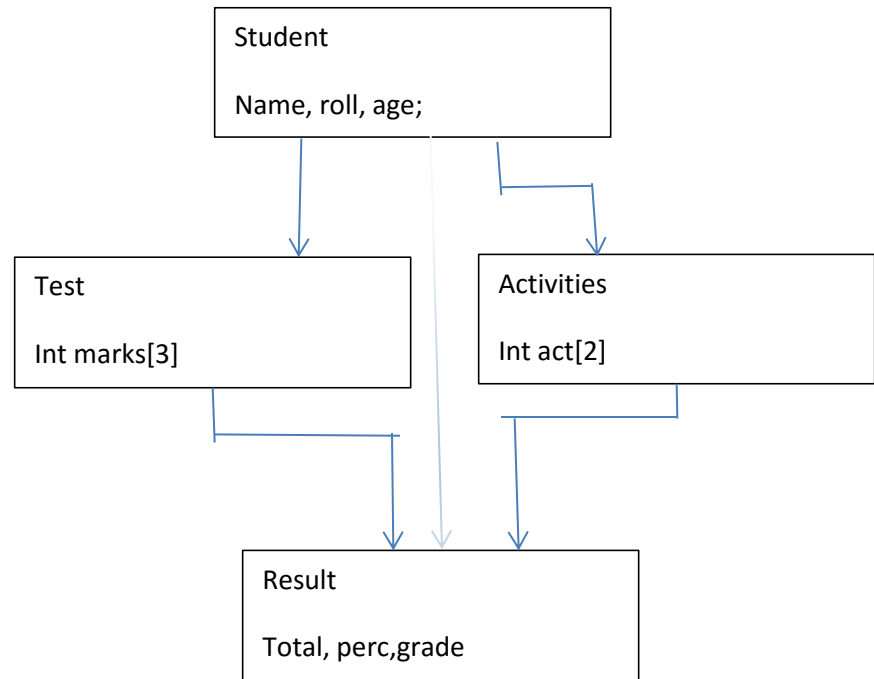 Student
Name, roll, age;
Test
Int marks[3]
Activities
Int act[2]
Result
Total, perc,grade